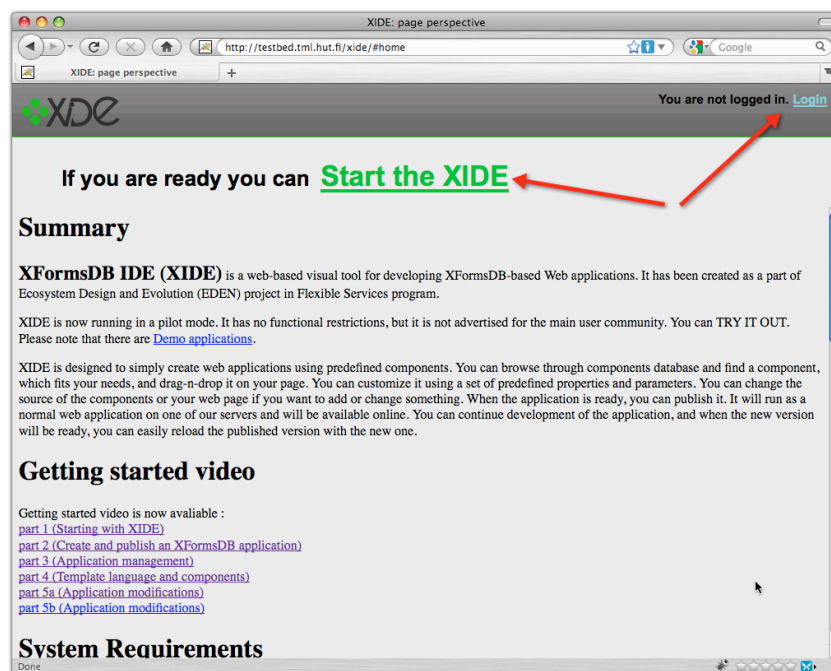 XIDE: page perspective
http://testbed.tml.hut.fi/xide/#home
Google
XIDE: page perspective
+
XIDE
You are not logged in. Login
If you are ready you can Start the XIDE
Summary
XFormsDB IDE (XIDE) is a web-based visual tool for developing XFormsDB-based Web applications. It has been created as a part of
Ecosystem Design and Evolution (EDEN) project in Flexible Services program.
XIDE is now running in a pilot mode. It has no functional restrictions, but it is not advertised for the main user community. You can TRY IT OUT.
Please note that there are Demo applications.
XIDE is designed to simply create web applications using predefined components. You can browse through components database and find a component,
which fits your needs, and drag-n-drop it on your page. You can customize it using a set of predefined properties and parameters. You can change the
source of the components or your web page if you want to add or change something. When the application is ready, you can publish it. It will run as a
normal web application on one of our servers and will be available online. You can continue development of the application, and when the new version
will be ready, you can easily reload the published version with the new one.
Getting started video
Getting started video is now avaliable :
part 1 (Starting with XIDE)
part 2 (Create and publish an XFormsDB application)
part 3 (Application management)
part 4 (Template language and components)
part 5a (Application modifications)
part 5b (Application modifications)
System Requirements
Done